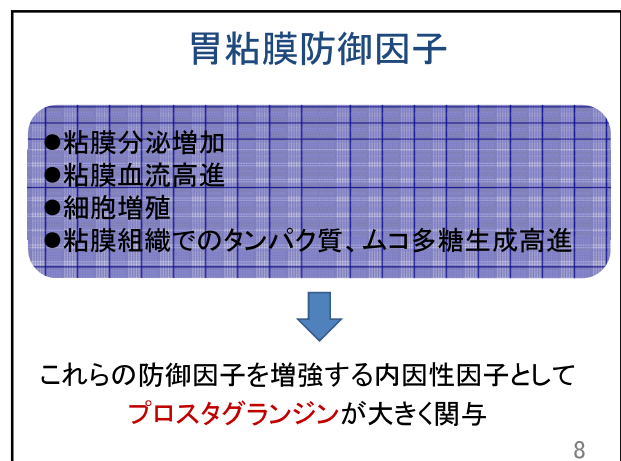 胃粘膜防御因子
●粘膜分泌増加
●粘膜血流高進
●細胞増殖
●粘膜組織でのタンパク質、ムコ多糖生成高進
これらの防御因子を増強する内因性因子として
プロスタグランジンが大きく関与
8